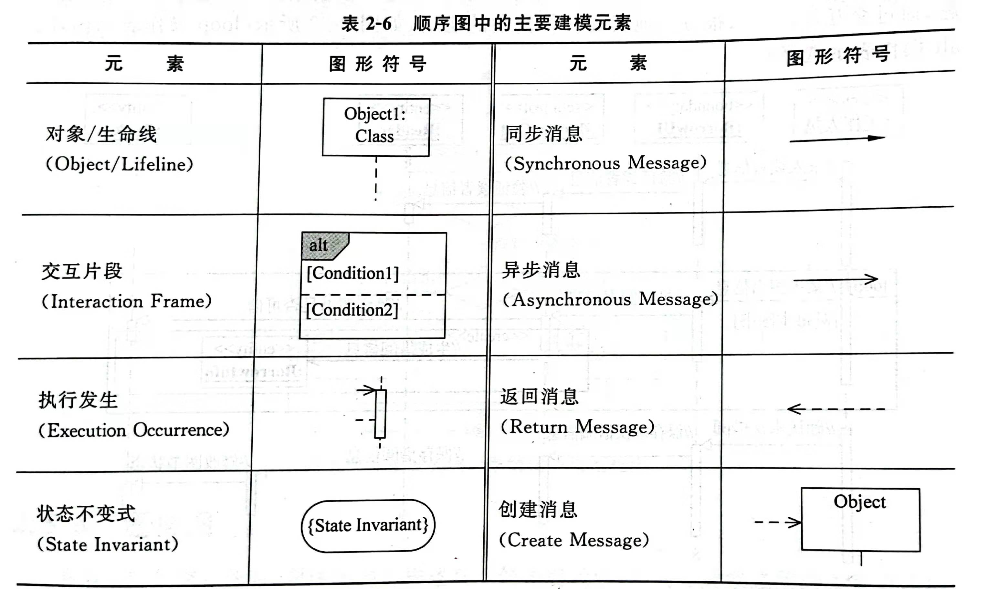 表 2-6 顺序图中的主要建模元素
元 素 图形符号 元 素 图形符号
对象/生命线
(Object/Lifeline)
Object1:
Class
同步消息
(Synchronous Message)
交互片段
(Interaction Frame)
alt
[Condition1]
[Condition2]
异步消息
(Asynchronous Message)
执行发生
(Execution Occurrence)
返回消息
(Return Message)
状态不变式
(State Invariant)
{State Invariant}
创建消息
(Create Message)
Object